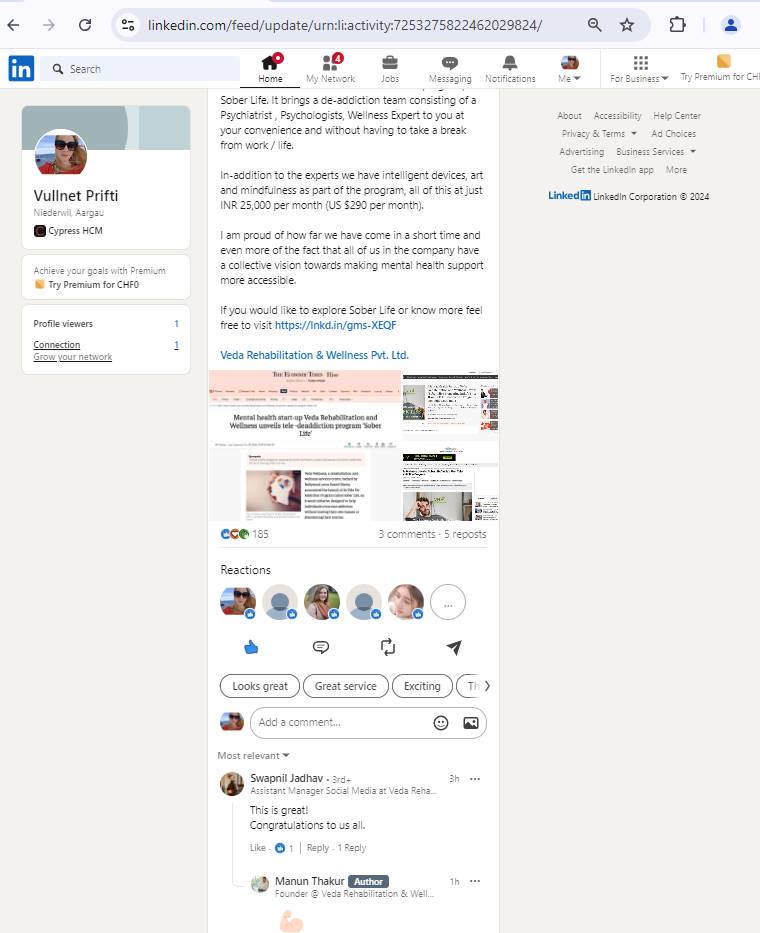 linkedin.com/feed/update/urn:li:activity:7253275822462029824/
in
Search
Home
4
My Network
Jobs
Messaging
Notifications
Me
For Business
Try Premium for CHF
Vullnet Prifti
Niederwil, Aargau
Cypress HCM
Achieve your goals with Premium
Try Premium for CHF0
Profile viewers 1
Connection 1
Grow your network
Sober Life. It brings a de-addiction team consisting of a
Psychiatrist , Psychologists, Wellness Expert to you at
your convenience and without having to take a break
from work / life.
In-addition to the experts we have intelligent devices, art
and mindfulness as part of the program, all of this at just
INR 25,000 per month (US $290 per month).
I am proud of how far we have come in a short time and
even more of the fact that all of us in the company have
a collective vision towards making mental health support
more accessible.
If you would like to explore Sober Life or know more feel
free to visit https://lnkd.in/gms-XEQF
Veda Rehabilitation & Wellness Pvt. Ltd.
THE ECONOMIC TIMES
Mental health start-up Veda Rehabilitation and
Wellness unveils tele-deaddiction program 'Sober
Life'
185
3 comments · 5 reposts
Reactions
...
Looks great
Great service
Exciting
Th
Add a comment...
Most relevant
Swapnil Jadhav • 3rd+
3h
Assistant Manager Social Media at Veda Reha...
This is great!
Congratulations to us all.
Like · 1 | Reply · 1 Reply
Manun Thakur Author
1h
Founder @ Veda Rehabilitation & Well...
About Accessibility Help Center
Privacy & Terms Ad Choices
Advertising Business Services
Get the LinkedIn app More
LinkedIn LinkedIn Corporation © 2024